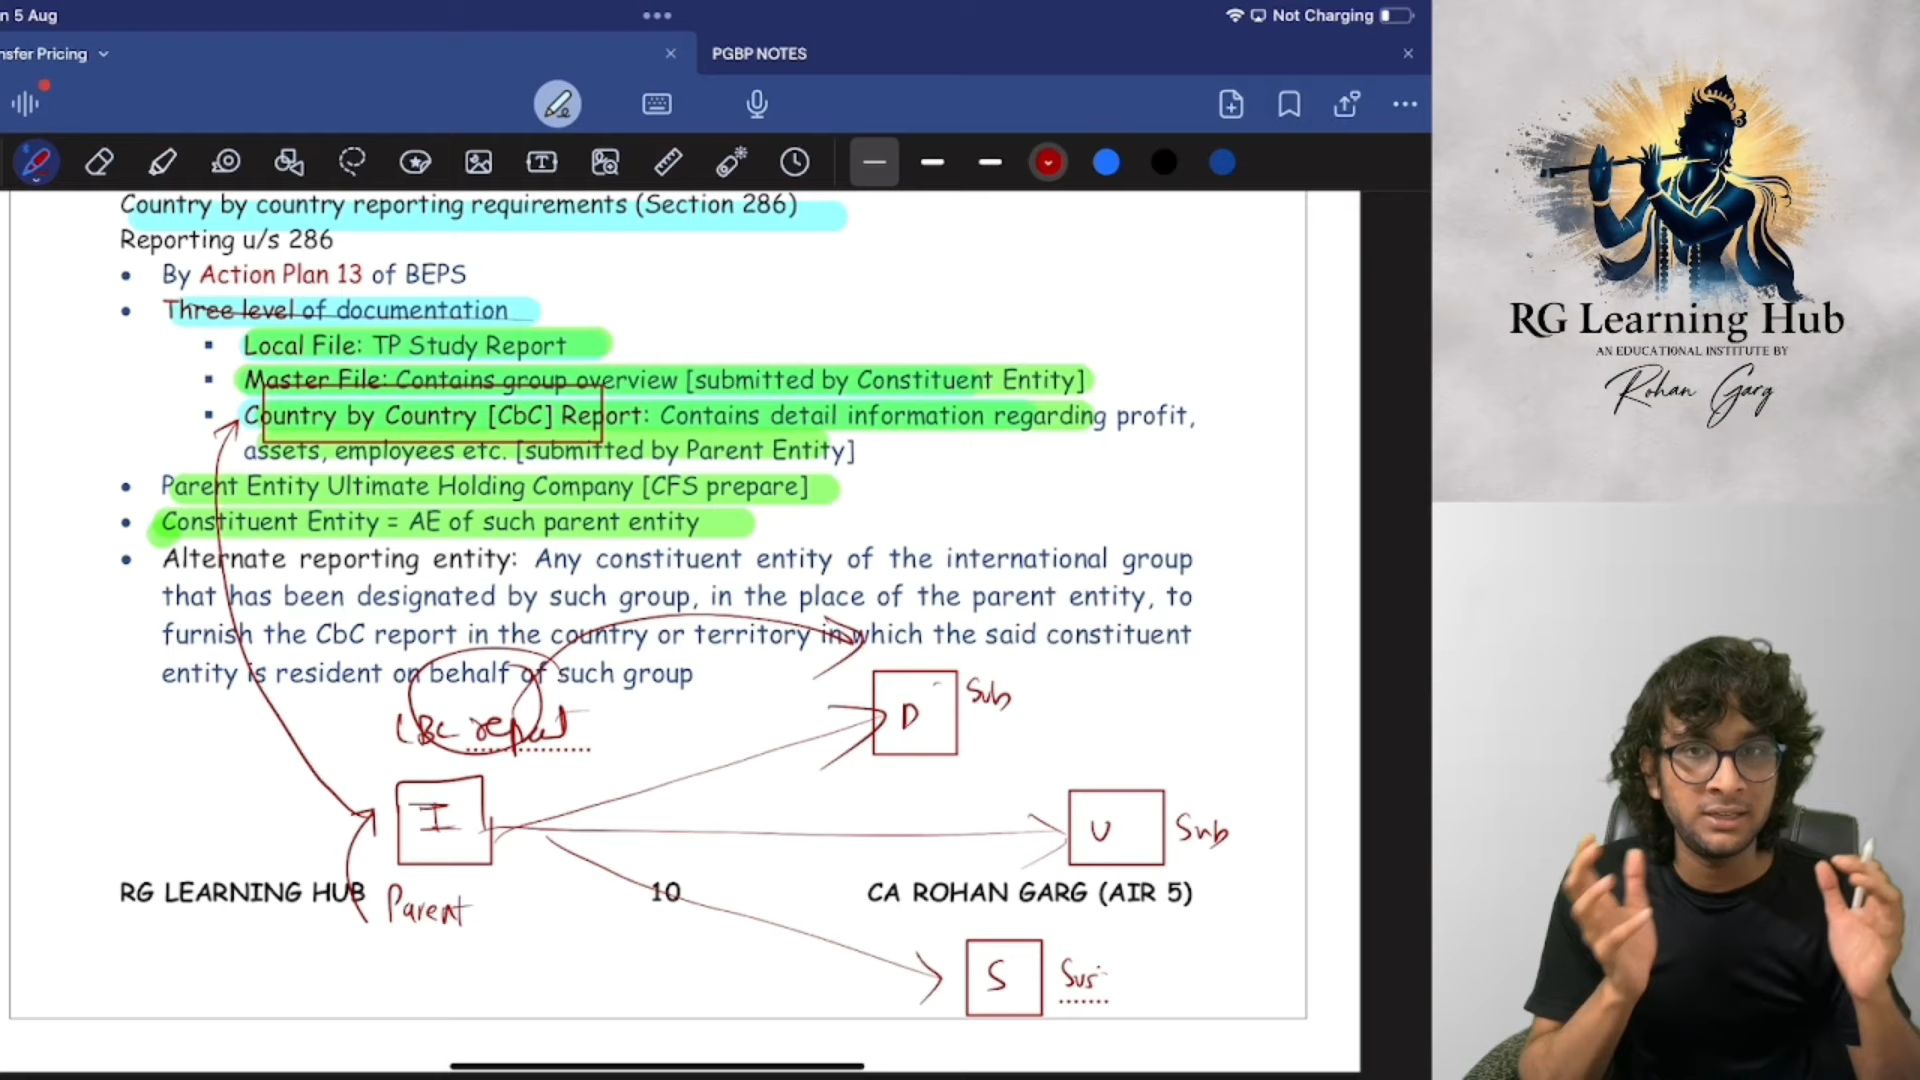 n 5 Aug
Not Charging
nsfer Pricing
PGBP NOTES
Country by country reporting requirements (Section 286)
Reporting u/s 286
• By Action Plan 13 of BEPS
• Three level of documentation
▪ Local File: TP Study Report
▪ Master File: Contains group overview [submitted by Constituent Entity]
▪ Country by Country [CbC] Report: Contains detail information regarding profit,
assets, employees etc. [submitted by Parent Entity]
• Parent Entity Ultimate Holding Company [CFS prepare]
• Constituent Entity = AE of such parent entity
• Alternate reporting entity: Any constituent entity of the international group
that has been designated by such group, in the place of the parent entity, to
furnish the CbC report in the country or territory in which the said constituent
entity is resident on behalf of such group
CBC report
D Sub
I
U Sub
Parent
RG LEARNING HUB 10 CA ROHAN GARG (AIR 5)
S
RG Learning Hub
AN EDUCATIONAL INSTITUTE BY
Rohan Garg